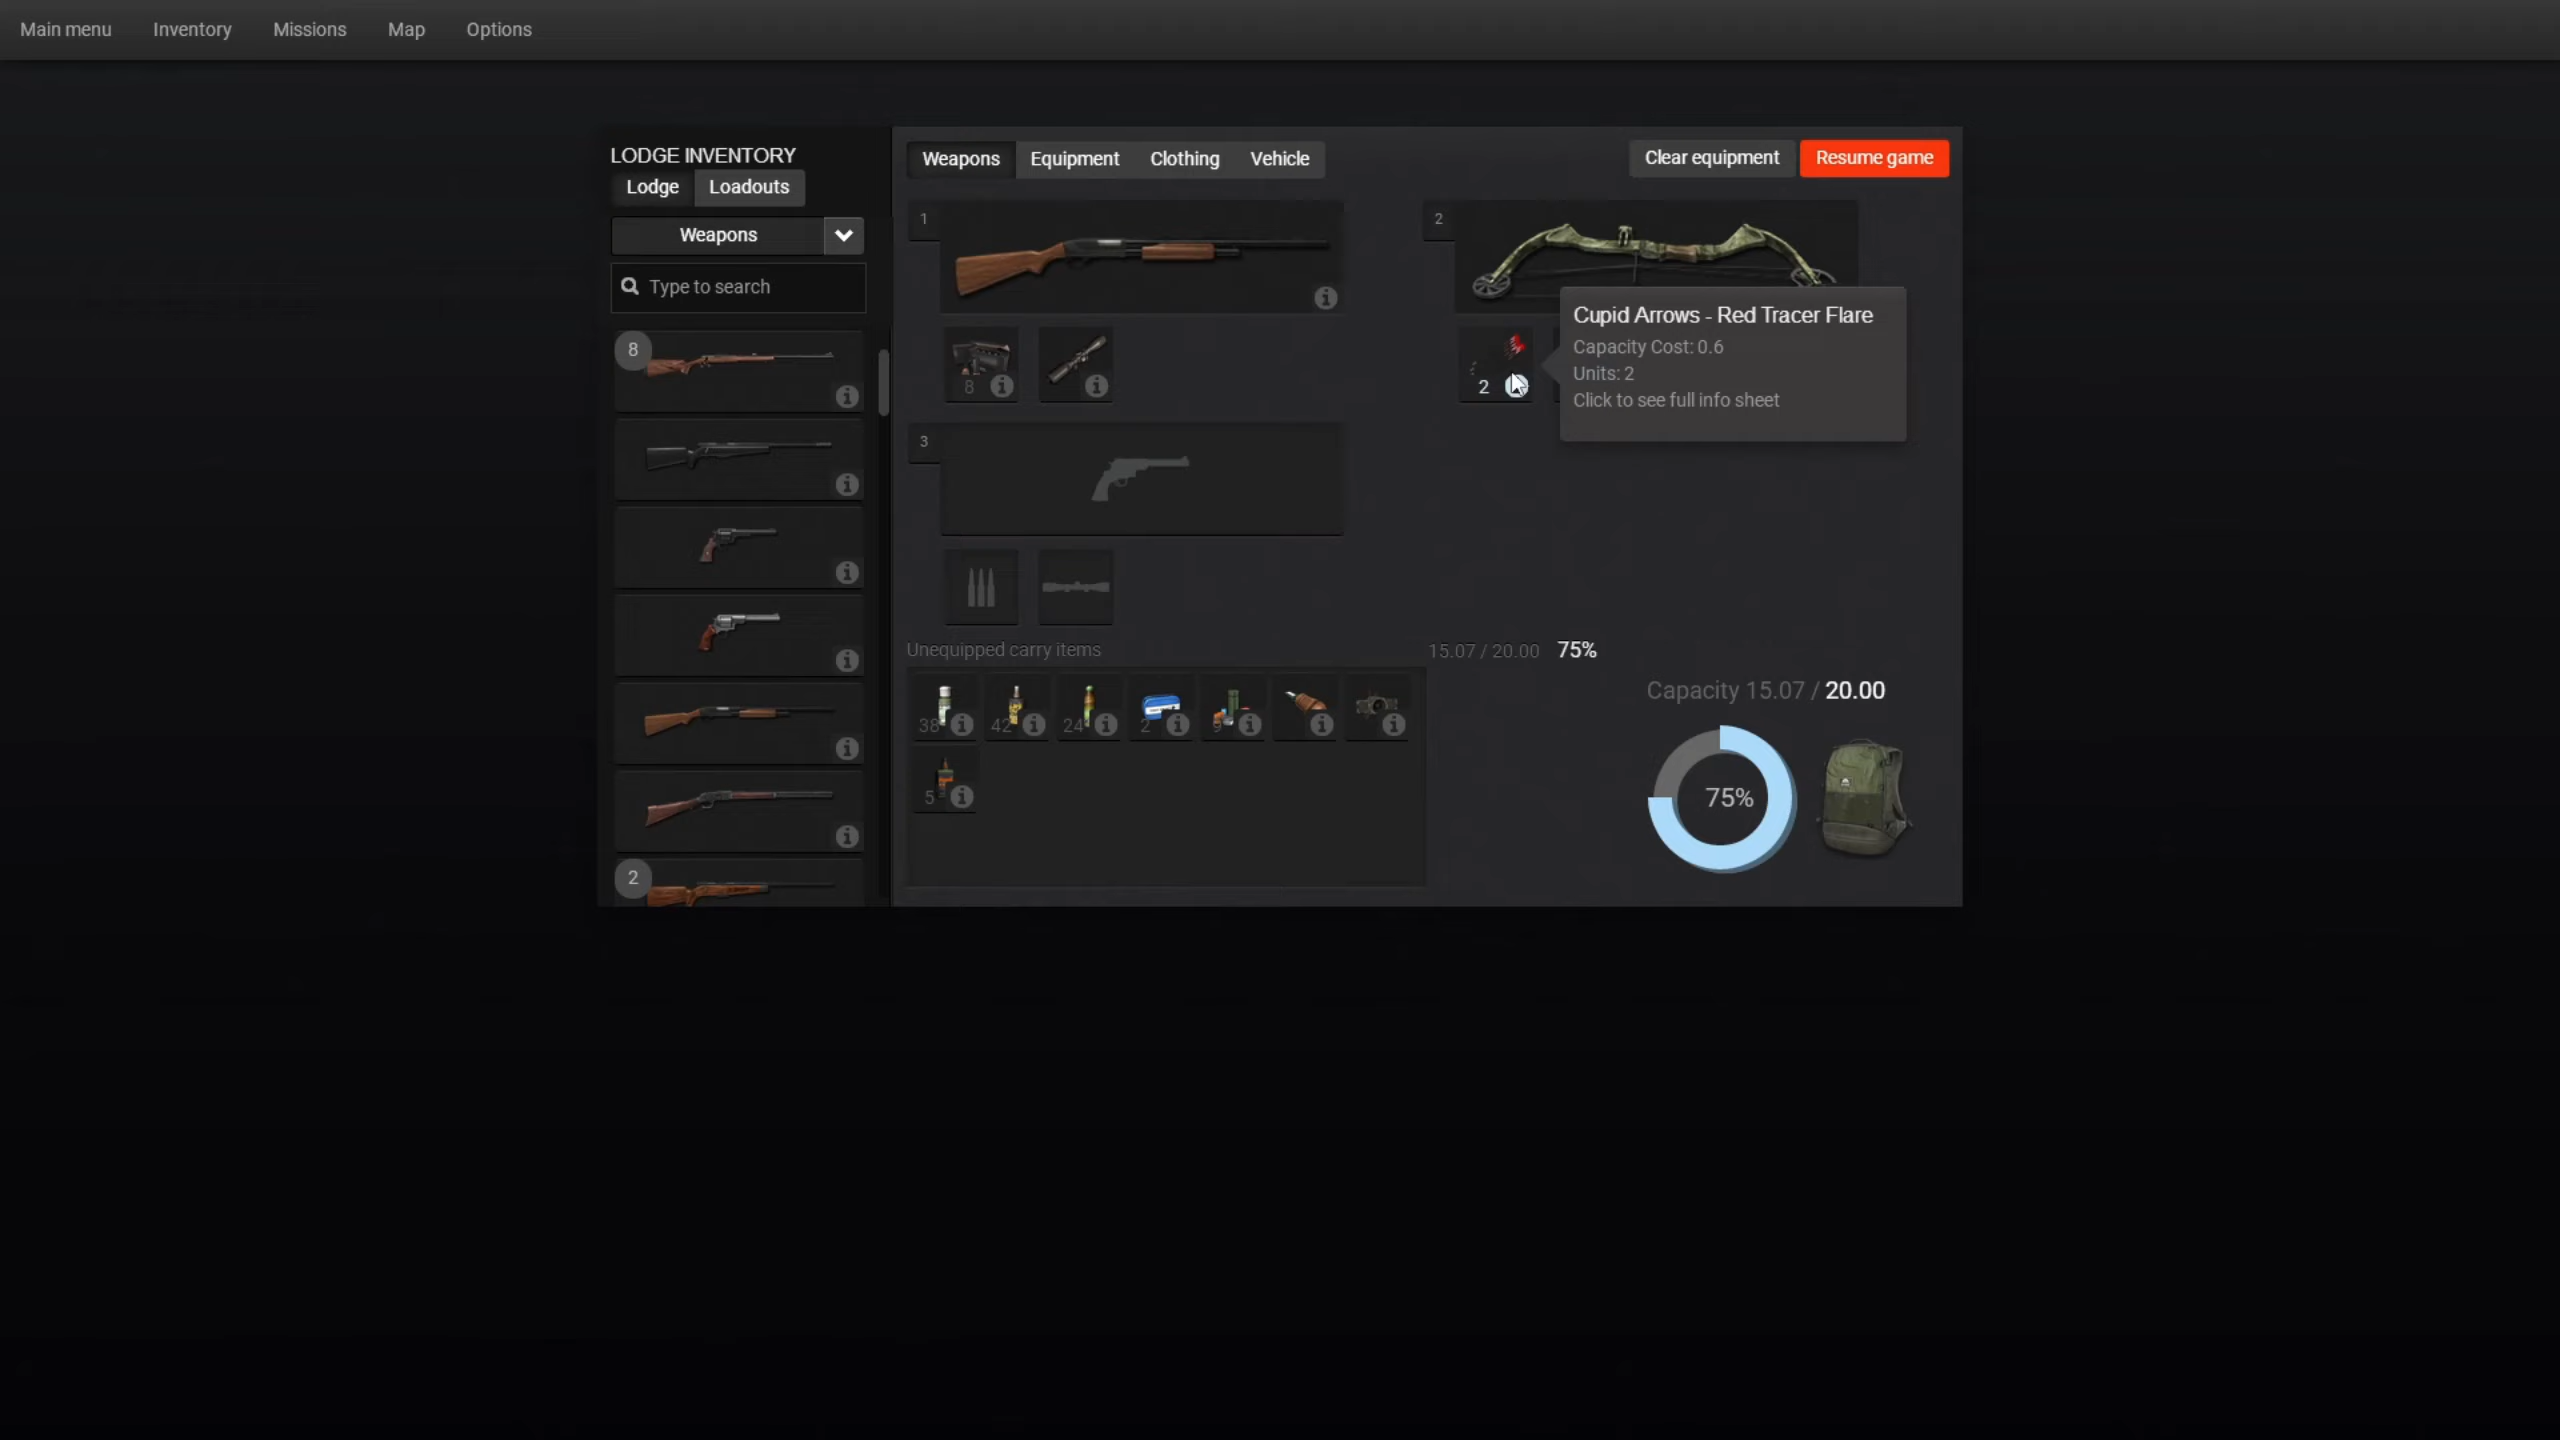 Main menu Inventory Missions Map Options
LODGE INVENTORY
Lodge Loadouts
Weapons
Type to search
8
2
Weapons Equipment Clothing Vehicle
Clear equipment Resume game
1
8
2
Cupid Arrows - Red Tracer Flare
Capacity Cost: 0.6
Units: 2
Click to see full info sheet
2
3
Unequipped carry items
15.07 / 20.00 75%
38 42 24 2 9
5
Capacity 15.07 / 20.00
75%